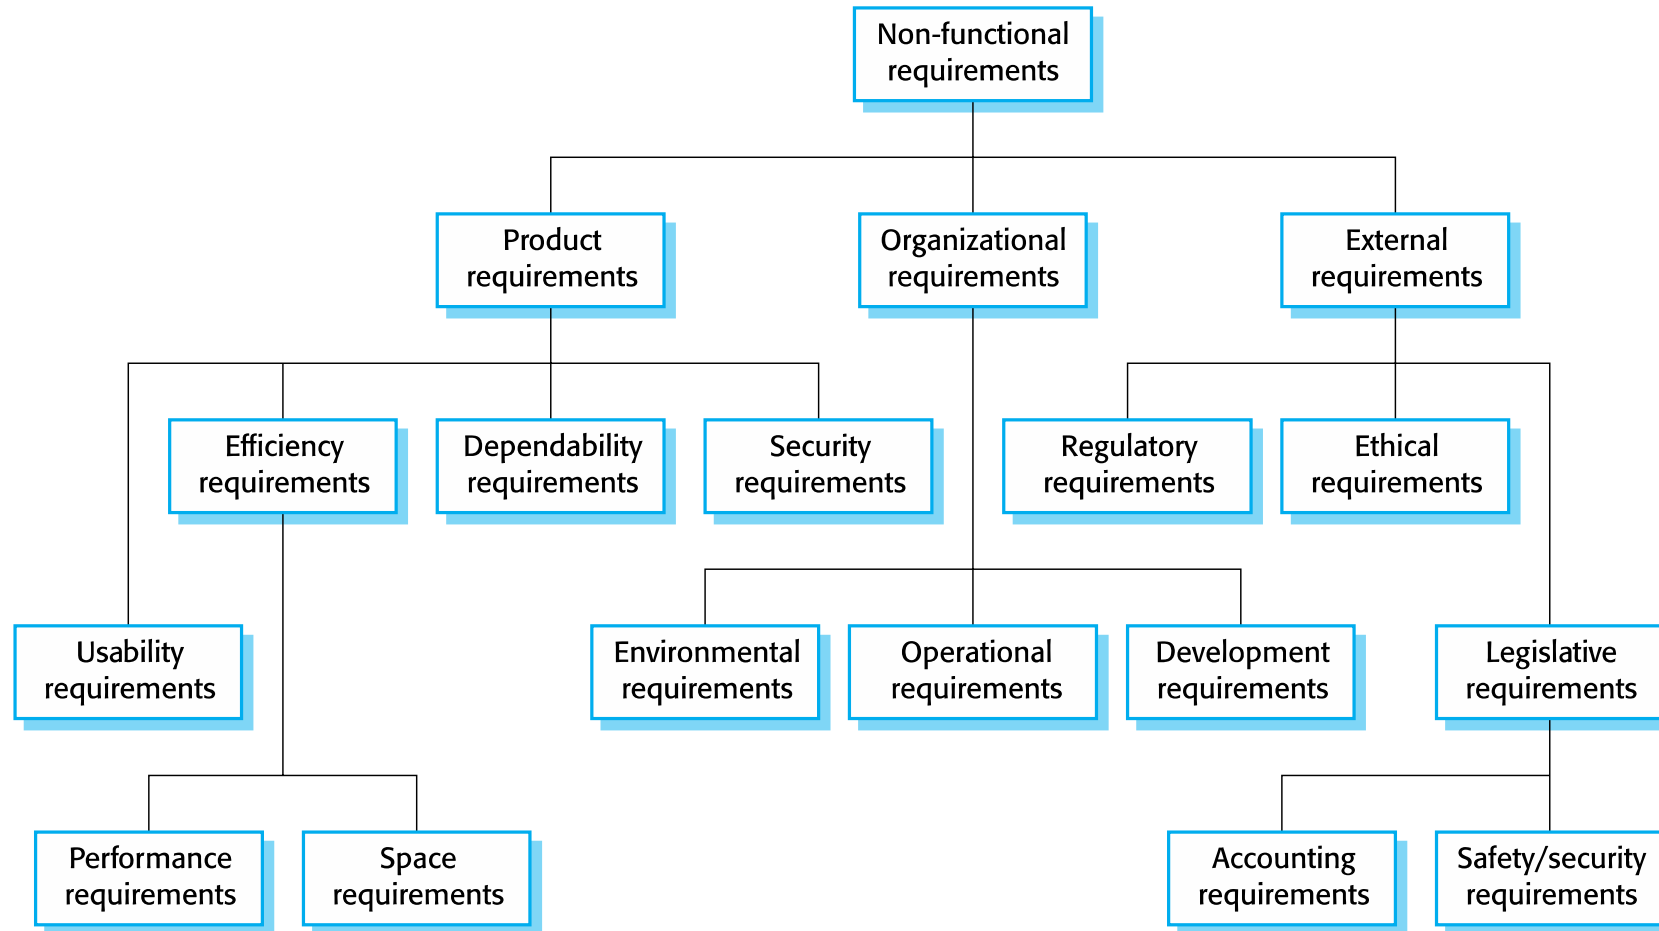 Non-functional
requirements
Product
requirements
Organizational
requirements
External
requirements
Efficiency
requirements
Dependability
requirements
Security
requirements
Regulatory
requirements
Ethical
requirements
Usability
requirements
Environmental
requirements
Operational
requirements
Development
requirements
Legislative
requirements
Performance
requirements
Space
requirements
Accounting
requirements
Safety/security
requirements